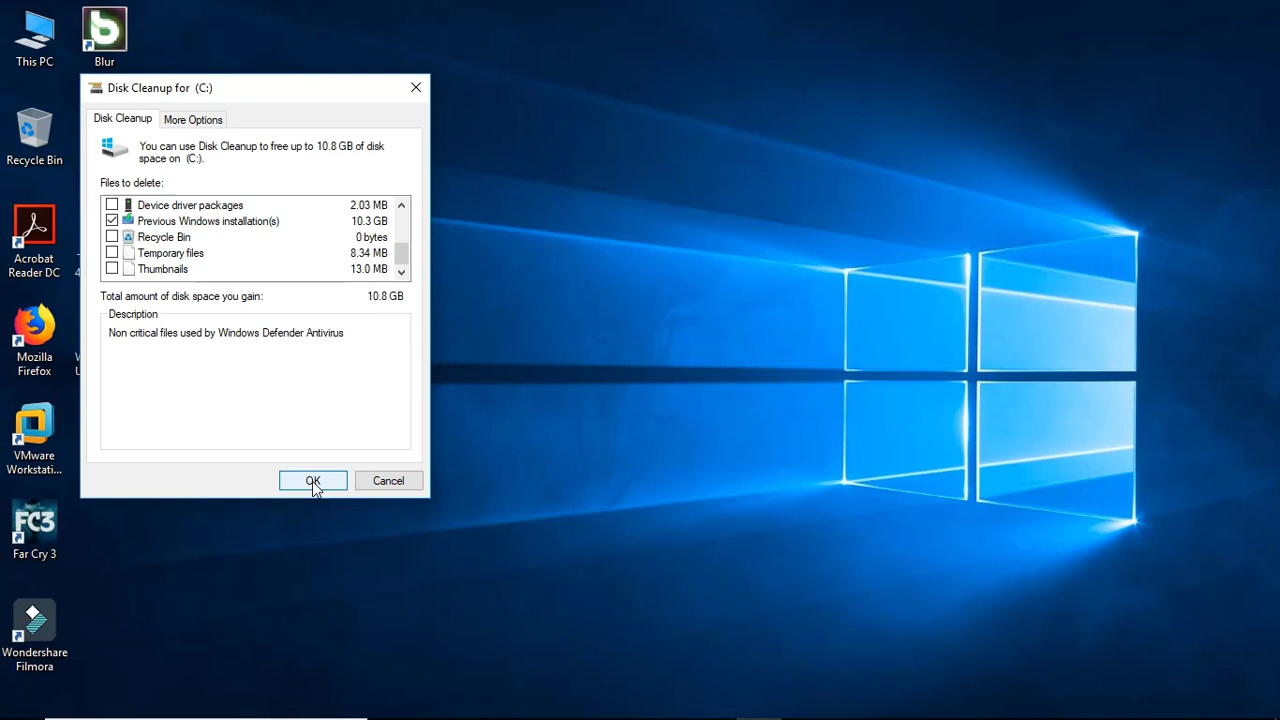 This PC
Blur
Recycle Bin
Acrobat
Reader DC
Mozilla
Firefox
VMware
Workstati...
FC3
Far Cry 3
Wondershare
Filmora
Disk Cleanup for (C:)
Disk Cleanup
More Options
You can use Disk Cleanup to free up to 10.8 GB of disk
space on (C:).
Files to delete:
Device driver packages 2.03 MB
Previous Windows installation(s) 10.3 GB
Recycle Bin 0 bytes
Temporary files 8.34 MB
Thumbnails 13.0 MB
Total amount of disk space you gain: 10.8 GB
Description
Non critical files used by Windows Defender Antivirus
OK
Cancel